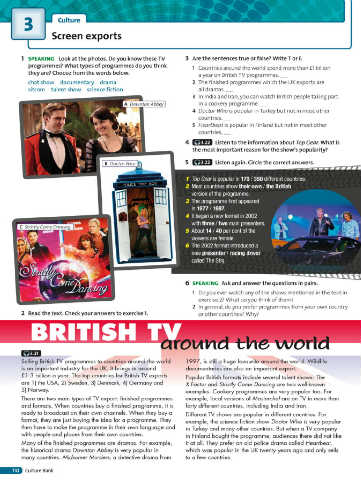 3
Culture
Screen exports
1 SPEAKING Look at the photos. Do you know these TV
programmes? What types of programmes do you think
they are? Choose from the words below.
chat show documentary drama
sitcom talent show science fiction
A Downton Abbey
B Doctor Who
C Strictly Come Dancing
Strictly
Come
Dancing
2 Read the text. Check your answers to exercise 1.
3 Are the sentences true or false? Write T or F.
1 Countries around the world spend more than £1 billion
a year on British TV programmes.
2 The finished programmes which the UK exports are
all dramas.
3 In India and Iran, you can watch British people taking part
in a cookery programme.
4 Doctor Who is popular in Turkey but not in most other
countries.
5 Heartbeat is popular in Finland but not in most other
countries.
4 1.22 Listen to the information about Top Gear. What is
the most important reason for the show's popularity?
5 1.22 Listen again. Circle the correct answers.
1 Top Gear is popular in 170 / 350 different countries.
2 Most countries show their own / the British
version of the programme.
3 The programme first appeared
in 1977 / 1987.
4 It began a new format in 2002
with three / two main presenters.
5 About 14 / 40 per cent of the
viewers are female.
6 The 2002 format introduced a
new presenter / racing driver
called The Stig.
6 SPEAKING Ask and answer the questions in pairs.
1 Do you ever watch any of the shows mentioned in the text in
exercise 2? What do you think of them?
2 In general, do you prefer programmes from your own country
or other countries? Why?
BRITISH TV
around the world
1.21
Selling British TV programmes to countries around the world
is an important industry for the UK. It brings in around
£1.3 billion a year. The top countries for British TV exports
are 1) the USA, 2) Sweden, 3) Denmark, 4) Germany and
5) Norway.
There are two main types of TV export: finished programmes
and formats. When countries buy a finished programme, it is
ready to broadcast on their own channels. When they buy a
format, they are just buying the idea for a programme. They
then have to make the programme in their own language and
with people and places from their own countries.
Many of the finished programmes are dramas. For example,
the historical drama Downton Abbey is very popular in
many countries. Midsomer Murders, a detective drama from
1997, is still a huge favourite around the world. Wildlife
documentaries are also an important export.
Popular British formats include several talent shows: The
X Factor and Strictly Come Dancing are two well-known
examples. Cookery programmes are very popular too. For
example, local versions of Masterchef are on TV in more than
forty different countries, including India and Iran.
Different TV shows are popular in different countries. For
example, the science fiction show Doctor Who is very popular
in Turkey and many other countries. But when a TV company
in Finland bought the programme, audiences there did not like
it at all. They prefer an old police drama called Heartbeat,
which was popular in the UK twenty years ago and only sells
to a few countries.
Culture Bank